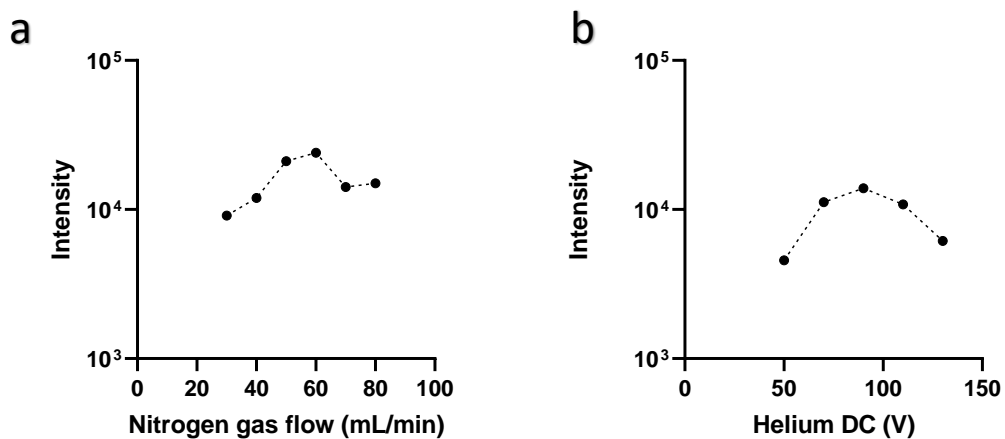 a
Intensity
10⁵
10⁴
10³
0 20 40 60 80 100
Nitrogen gas flow (mL/min)
b
Intensity
10⁵
10⁴
10³
0 50 100 150
Helium DC (V)